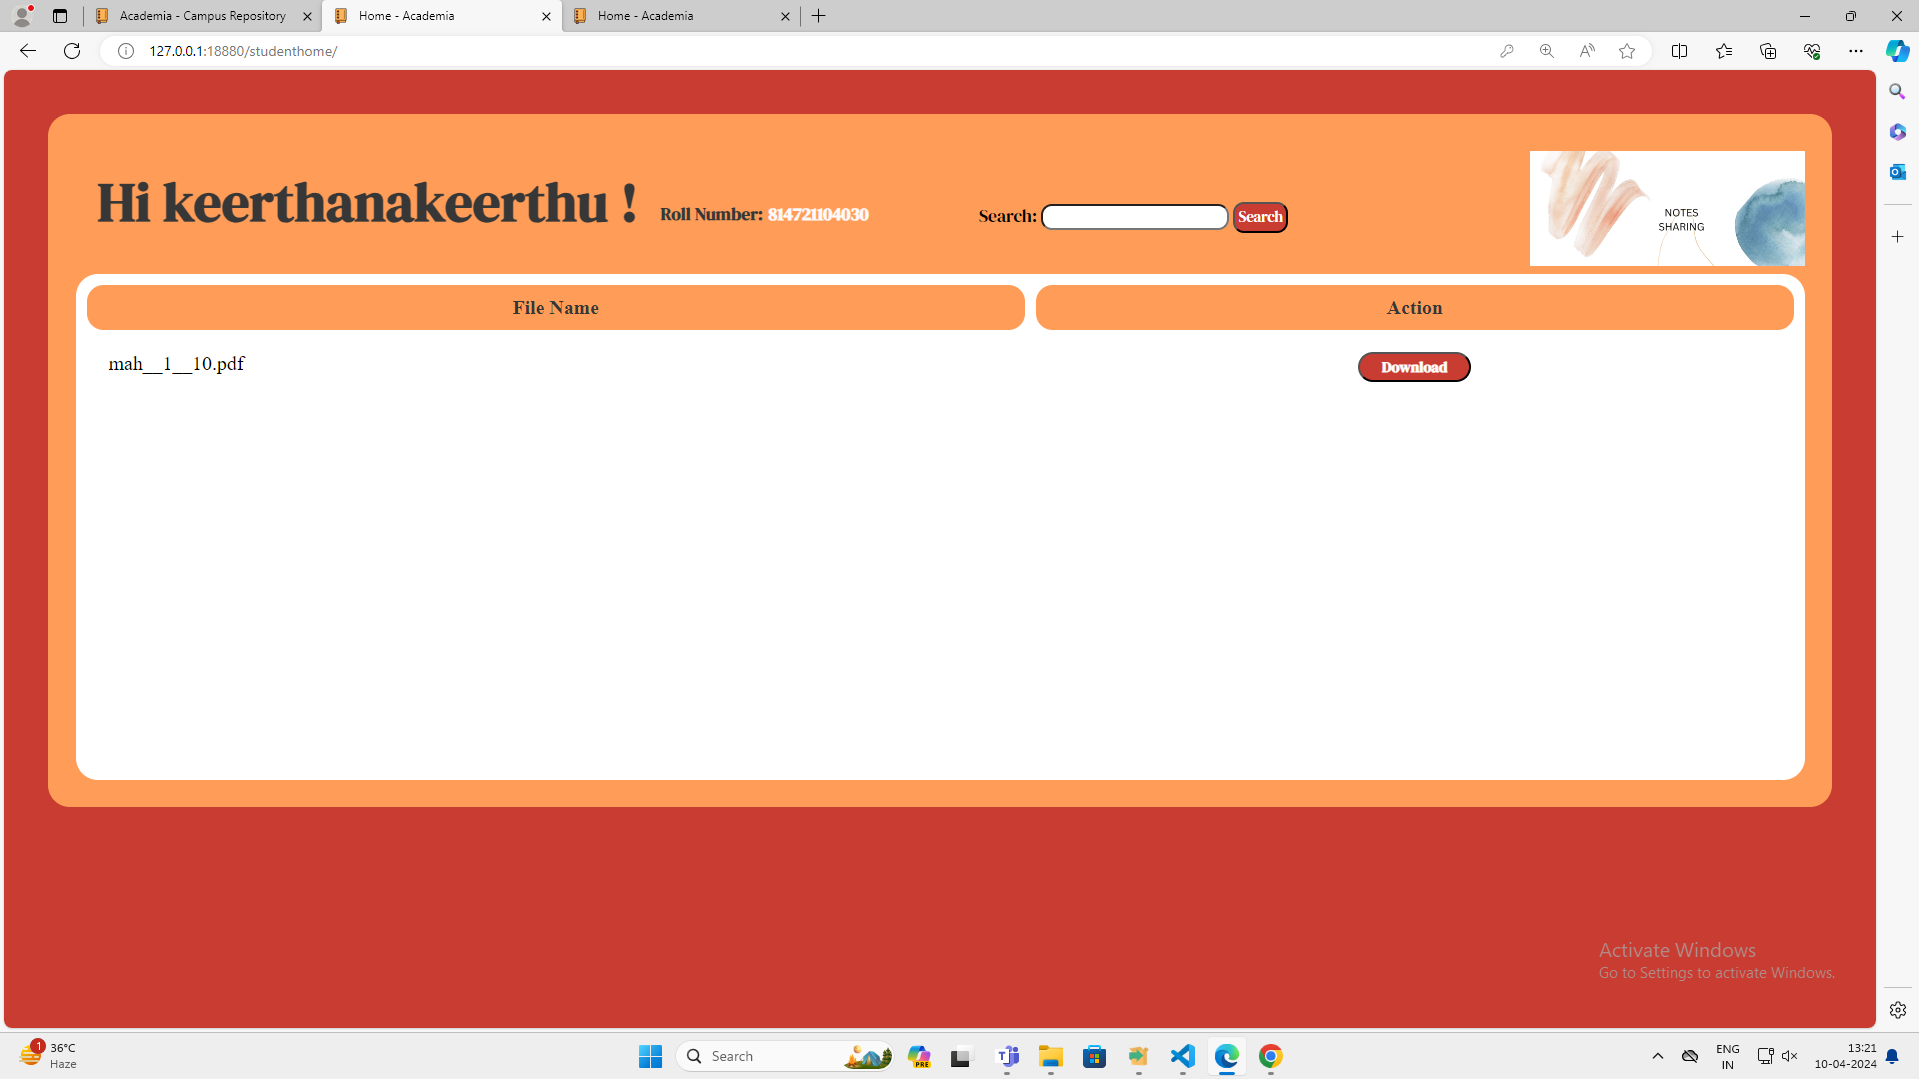 Academia - Campus Repository
Home - Academia
Home - Academia
127.0.0.1:18880/studenthome/
Hi keerthanakeerthu !
Roll Number: 814721104030
Search:
Search
NOTES
SHARING
File Name
Action
mah__1__10.pdf
Download
Activate Windows
Go to Settings to activate Windows.
1
36°C
Haze
Search
PRE
ENG
IN
13:21
10-04-2024